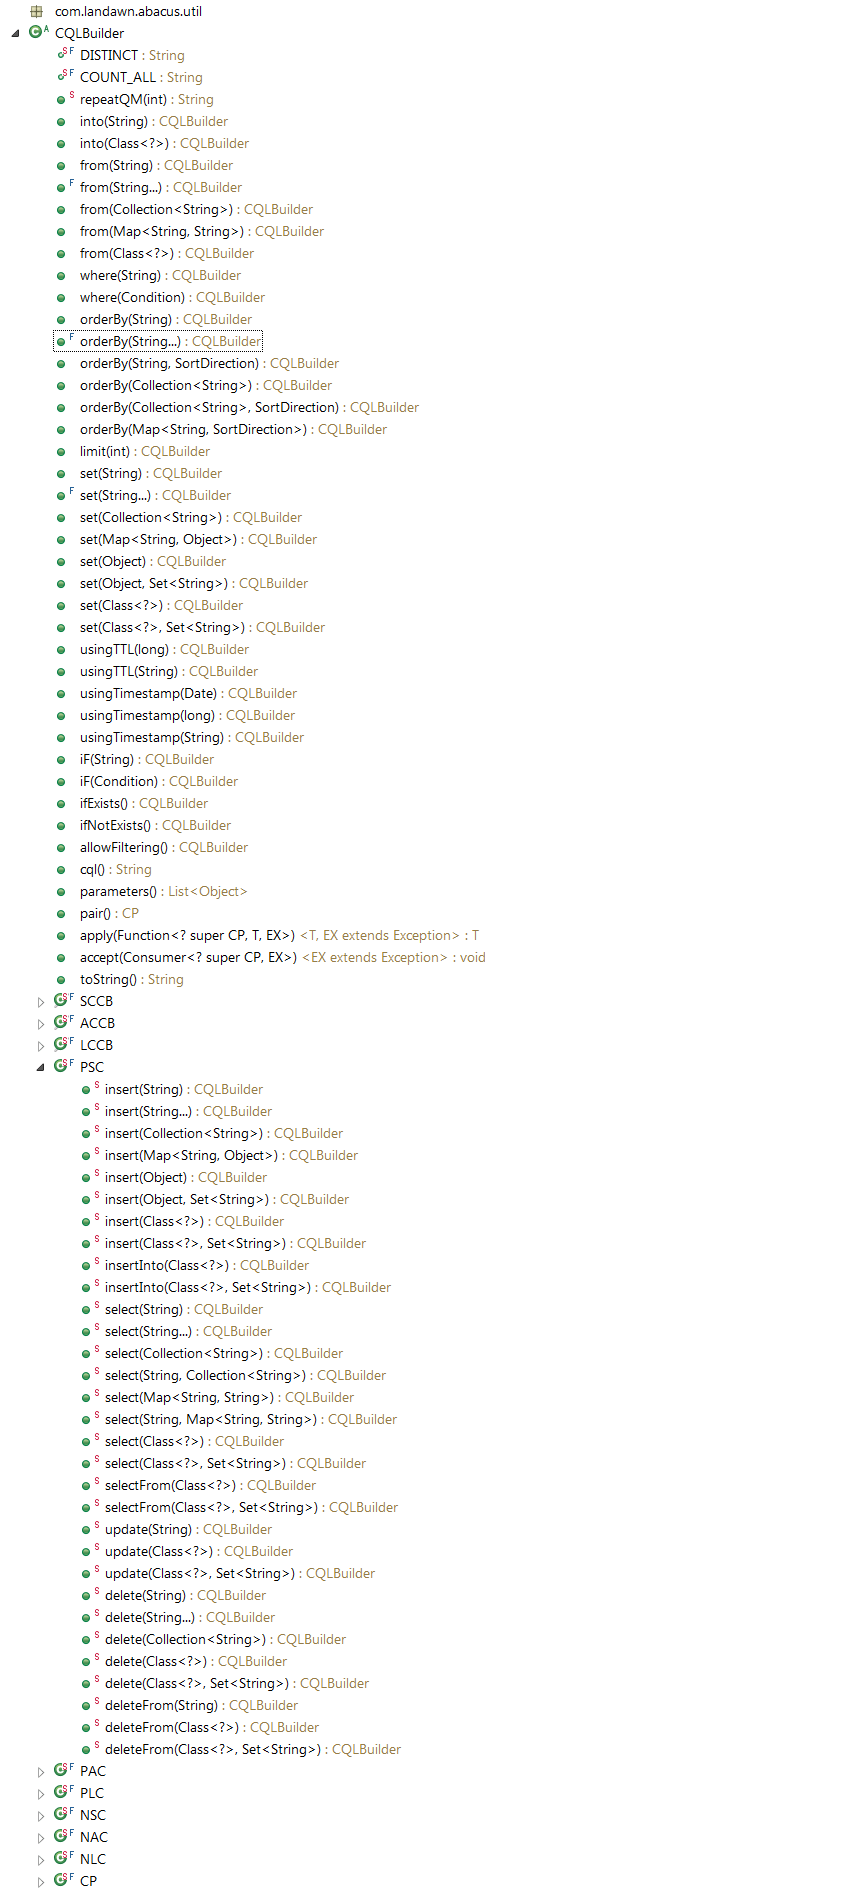 com.landawn.abacus.util
CQLBuilder
DISTINCT : String
COUNT_ALL : String
repeatQM(int) : String
into(String) : CQLBuilder
into(Class<?>) : CQLBuilder
from(String) : CQLBuilder
from(String...) : CQLBuilder
from(Collection<String>) : CQLBuilder
from(Map<String, String>) : CQLBuilder
from(Class<?>) : CQLBuilder
where(String) : CQLBuilder
where(Condition) : CQLBuilder
orderBy(String) : CQLBuilder
orderBy(String...) : CQLBuilder
orderBy(String, SortDirection) : CQLBuilder
orderBy(Collection<String>) : CQLBuilder
orderBy(Collection<String>, SortDirection) : CQLBuilder
orderBy(Map<String, SortDirection>) : CQLBuilder
limit(int) : CQLBuilder
set(String) : CQLBuilder
set(String...) : CQLBuilder
set(Collection<String>) : CQLBuilder
set(Map<String, Object>) : CQLBuilder
set(Object) : CQLBuilder
set(Object, Set<String>) : CQLBuilder
set(Class<?>) : CQLBuilder
set(Class<?>, Set<String>) : CQLBuilder
usingTTL(long) : CQLBuilder
usingTTL(String) : CQLBuilder
usingTimestamp(Date) : CQLBuilder
usingTimestamp(long) : CQLBuilder
usingTimestamp(String) : CQLBuilder
iF(String) : CQLBuilder
iF(Condition) : CQLBuilder
ifExists() : CQLBuilder
ifNotExists() : CQLBuilder
allowFiltering() : CQLBuilder
cql() : String
parameters() : List<Object>
pair() : CP
apply(Function<? super CP, T, EX>) <T, EX extends Exception> : T
accept(Consumer<? super CP, EX>) <EX extends Exception> : void
toString() : String
SCCB
ACCB
LCCB
PSC
insert(String) : CQLBuilder
insert(String...) : CQLBuilder
insert(Collection<String>) : CQLBuilder
insert(Map<String, Object>) : CQLBuilder
insert(Object) : CQLBuilder
insert(Object, Set<String>) : CQLBuilder
insert(Class<?>) : CQLBuilder
insert(Class<?>, Set<String>) : CQLBuilder
insertInto(Class<?>) : CQLBuilder
insertInto(Class<?>, Set<String>) : CQLBuilder
select(String) : CQLBuilder
select(String...) : CQLBuilder
select(Collection<String>) : CQLBuilder
select(String, Collection<String>) : CQLBuilder
select(Map<String, String>) : CQLBuilder
select(String, Map<String, String>) : CQLBuilder
select(Class<?>) : CQLBuilder
select(Class<?>, Set<String>) : CQLBuilder
selectFrom(Class<?>) : CQLBuilder
selectFrom(Class<?>, Set<String>) : CQLBuilder
update(String) : CQLBuilder
update(Class<?>) : CQLBuilder
update(Class<?>, Set<String>) : CQLBuilder
delete(String) : CQLBuilder
delete(String...) : CQLBuilder
delete(Collection<String>) : CQLBuilder
delete(Class<?>) : CQLBuilder
delete(Class<?>, Set<String>) : CQLBuilder
deleteFrom(String) : CQLBuilder
deleteFrom(Class<?>) : CQLBuilder
deleteFrom(Class<?>, Set<String>) : CQLBuilder
PAC
PLC
NSC
NAC
NLC
CP